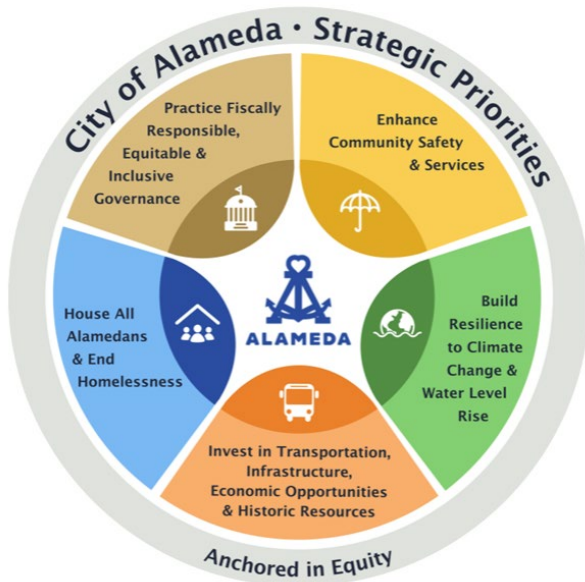 City of Alameda · Strategic Priorities
Practice Fiscally
Responsible,
Equitable &
Inclusive
Governance
Enhance
Community Safety
& Services
House All
Alamedans
& End
Homelessness
ALAMEDA
Build
Resilience
to Climate
Change &
Water Level
Rise
Invest in Transportation,
Infrastructure,
Economic Opportunities
& Historic Resources
Anchored in Equity